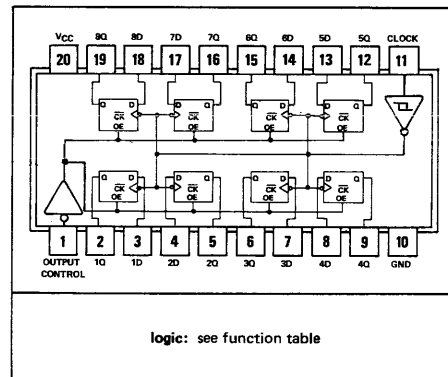 VCC 8Q 8D 7D 7Q 6Q 6D 5D 5Q CLOCK
20 19 18 17 16 15 14 13 12 11
Q D D Q Q D D Q
CK CK CK CK
OE OE OE OE
Q D D Q Q D D Q
CK CK CK CK
OE OE OE OE
1 2 3 4 5 6 7 8 9 10
OUTPUT CONTROL 1Q 1D 2D 2Q 3Q 3D 4D 4Q GND
logic: see function table